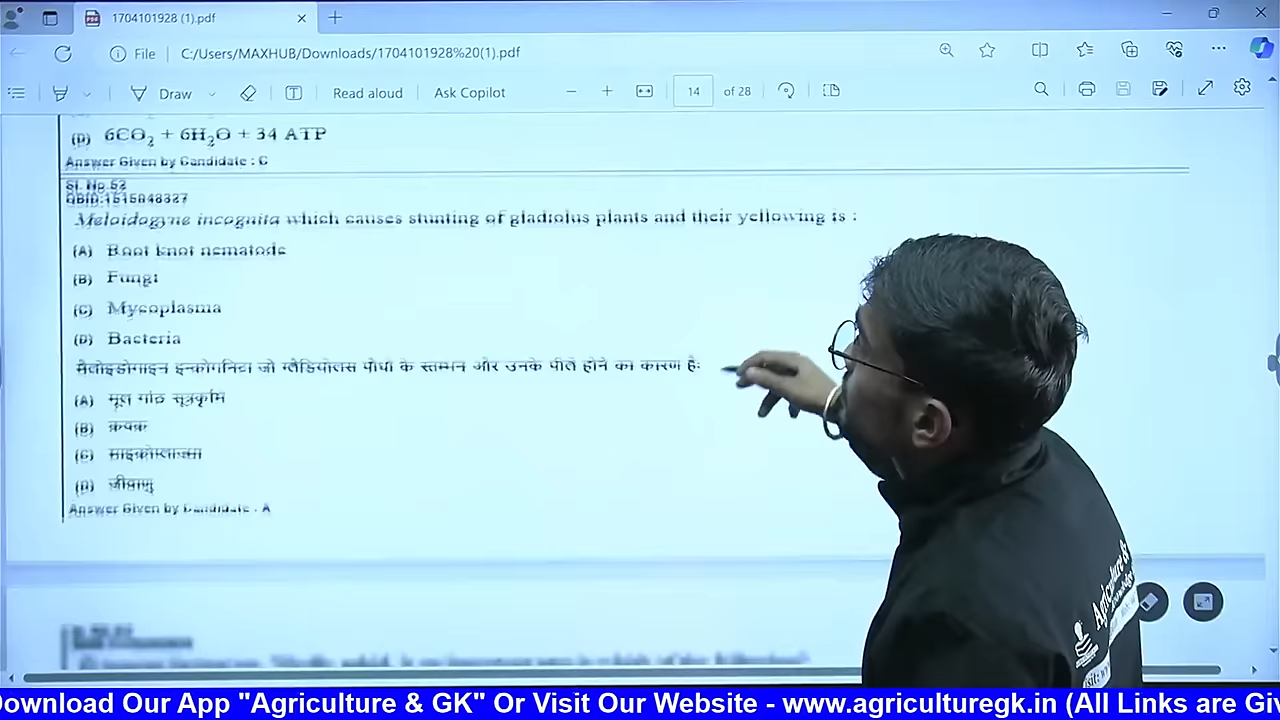 1704101928 (1).pdf
File
C:/Users/MAXHUB/Downloads/1704101928%20(1).pdf
Draw
Read aloud
Ask Copilot
14
of 28
(D) 6CO2 + 6H2O + 34 ATP
Answer Given by Candidate : C
Sl. No.52
QBID:1515048327
Meloidogyne incognita which causes stunting of gladiolus plants and their yellowing is :
(A) Root knot nematode
(B) Fungi
(C) Mycoplasma
(D) Bacteria
मैलोइडोगाइन इन्कोगनिटा जो ग्लैडियोलस पौधों के स्तम्भन और उनके पीले होने का कारण है:
(A) मूल गांठ सूत्रकृमि
(B) कवक
(C) माइकोप्लाज्मा
(D) जीवाणु
Answer Given by Candidate : A
Agriculture &
Download Our App "Agriculture & GK" Or Visit Our Website - www.agriculturegk.in (All Links are Giv